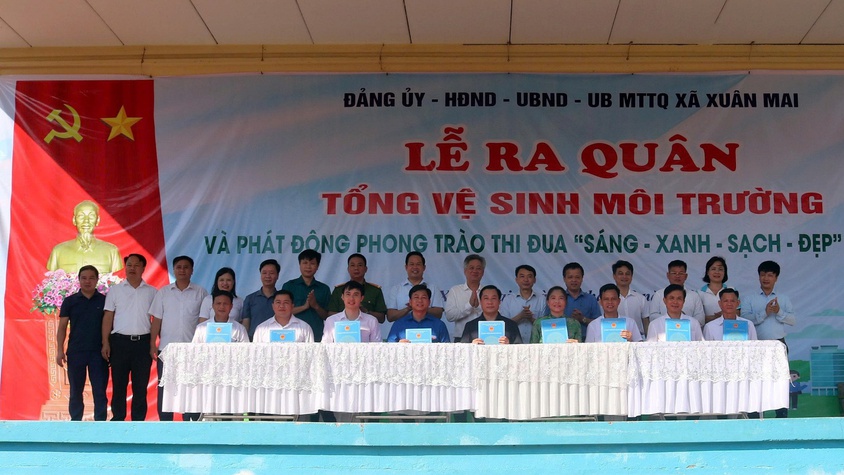 ĐẢNG ỦY - HĐND - UBND - UB MTTQ XÃ XUÂN MAI
LỄ RA QUÂN
TỔNG VỆ SINH MÔI TRƯỜNG
VÀ PHÁT ĐỘNG PHONG TRÀO THI ĐUA "SÁNG - XANH - SẠCH - ĐẸP"